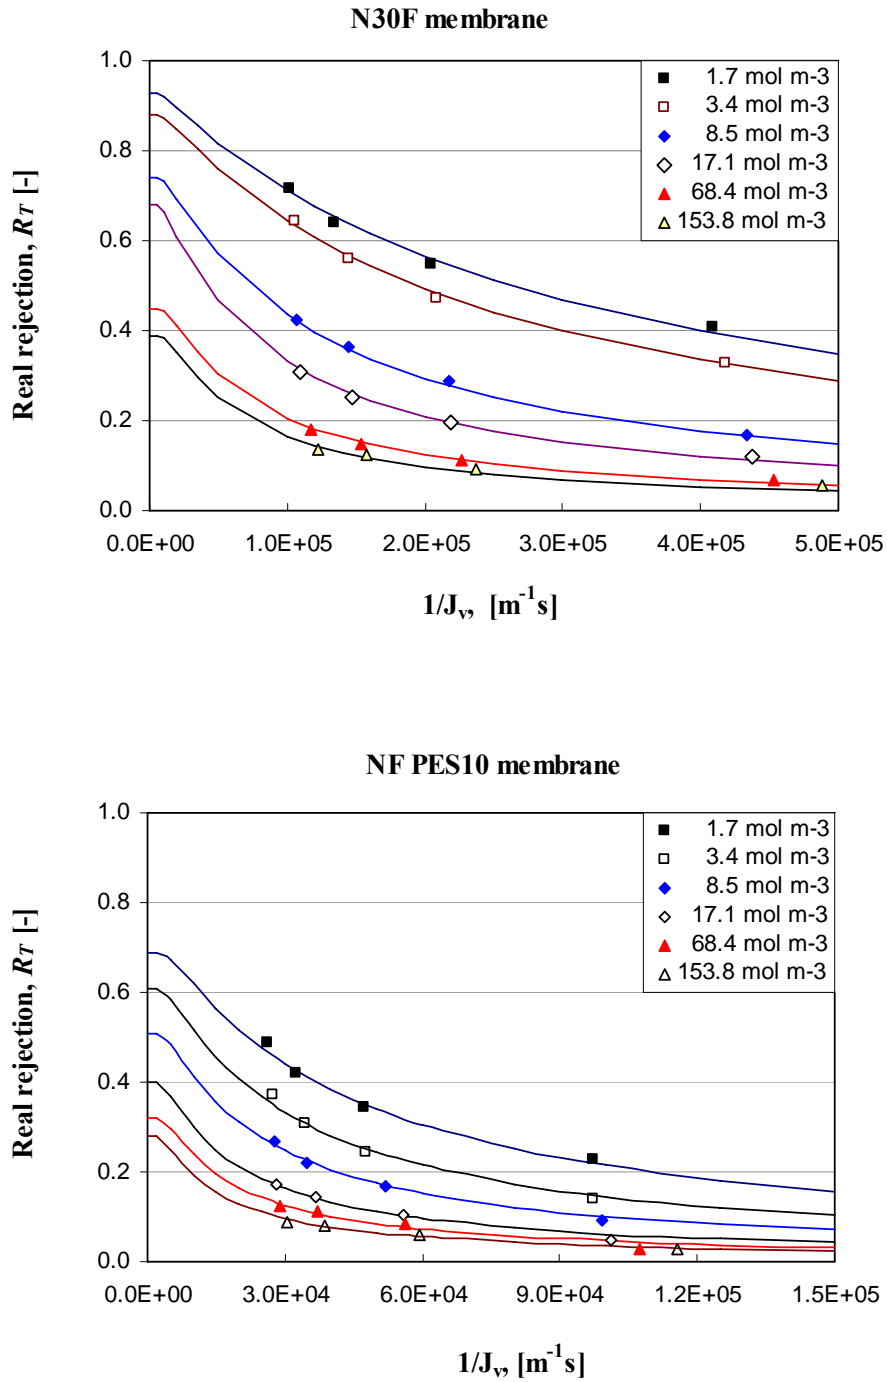 N30F membrane
1.0
0.8
0.6
0.4
0.2
0.0
Real rejection, R_T [-]
1.7 mol m-3
3.4 mol m-3
8.5 mol m-3
17.1 mol m-3
68.4 mol m-3
153.8 mol m-3
0.0E+00 1.0E+05 2.0E+05 3.0E+05 4.0E+05 5.0E+05
1/Jᵥ, [m⁻¹s]
NF PES10 membrane
1.0
0.8
0.6
0.4
0.2
0.0
Real rejection, R_T [-]
1.7 mol m-3
3.4 mol m-3
8.5 mol m-3
17.1 mol m-3
68.4 mol m-3
153.8 mol m-3
0.0E+00 3.0E+04 6.0E+04 9.0E+04 1.2E+05 1.5E+05
1/Jᵥ, [m⁻¹s]